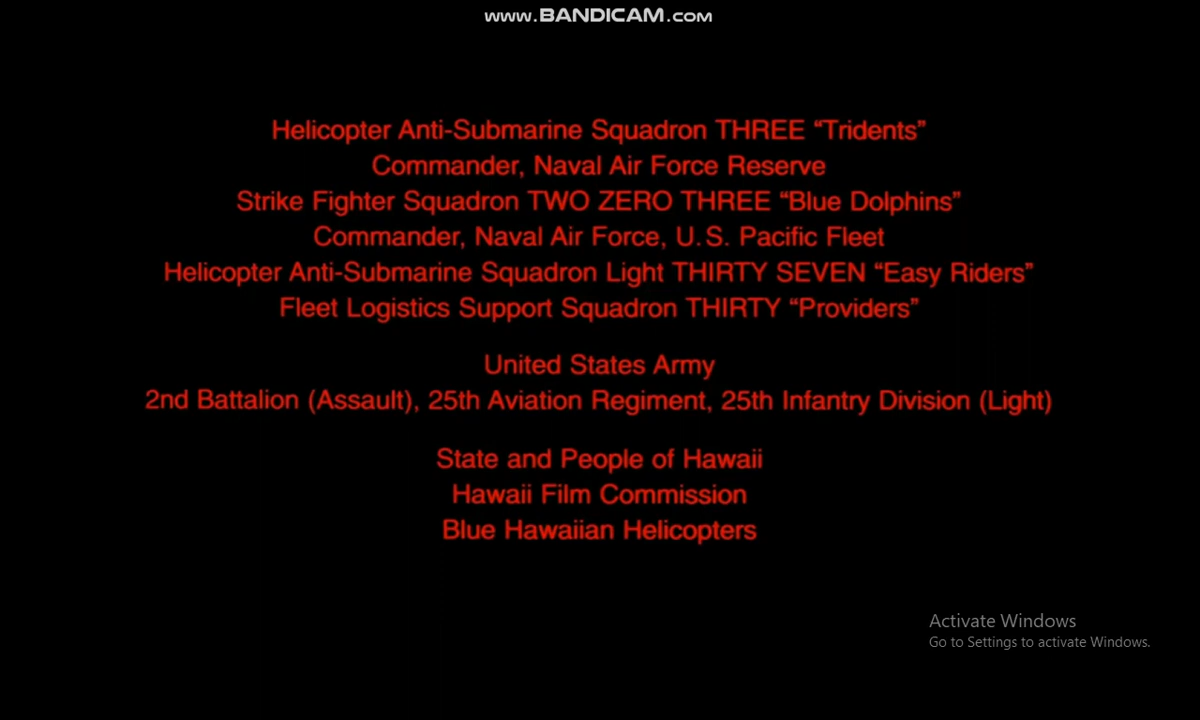 www.BANDICAM.com
Helicopter Anti-Submarine Squadron THREE “Tridents”
Commander, Naval Air Force Reserve
Strike Fighter Squadron TWO ZERO THREE “Blue Dolphins”
Commander, Naval Air Force, U.S. Pacific Fleet
Helicopter Anti-Submarine Squadron Light THIRTY SEVEN “Easy Riders”
Fleet Logistics Support Squadron THIRTY “Providers”
United States Army
2nd Battalion (Assault), 25th Aviation Regiment, 25th Infantry Division (Light)
State and People of Hawaii
Hawaii Film Commission
Blue Hawaiian Helicopters
Activate Windows
Go to Settings to activate Windows.